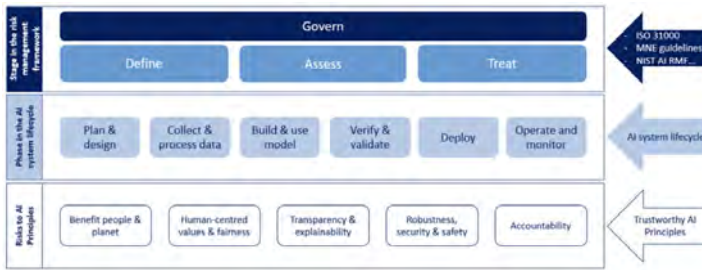 Stage in the risk
management
framework
Govern
Define
Assess
Treat
- ISO 31000
- MNE guidelines
- NIST AI RMF...
Phase in the AI
system lifecycle
Plan &
design
Collect &
process data
Build & use
model
Verify &
validate
Deploy
Operate and
monitor
AI system lifecycle
Risks to AI
Principles
Benefit people &
planet
Human-centred
values & fairness
Transparency &
explainability
Robustness,
security & safety
Accountability
Trustworthy AI
Principles